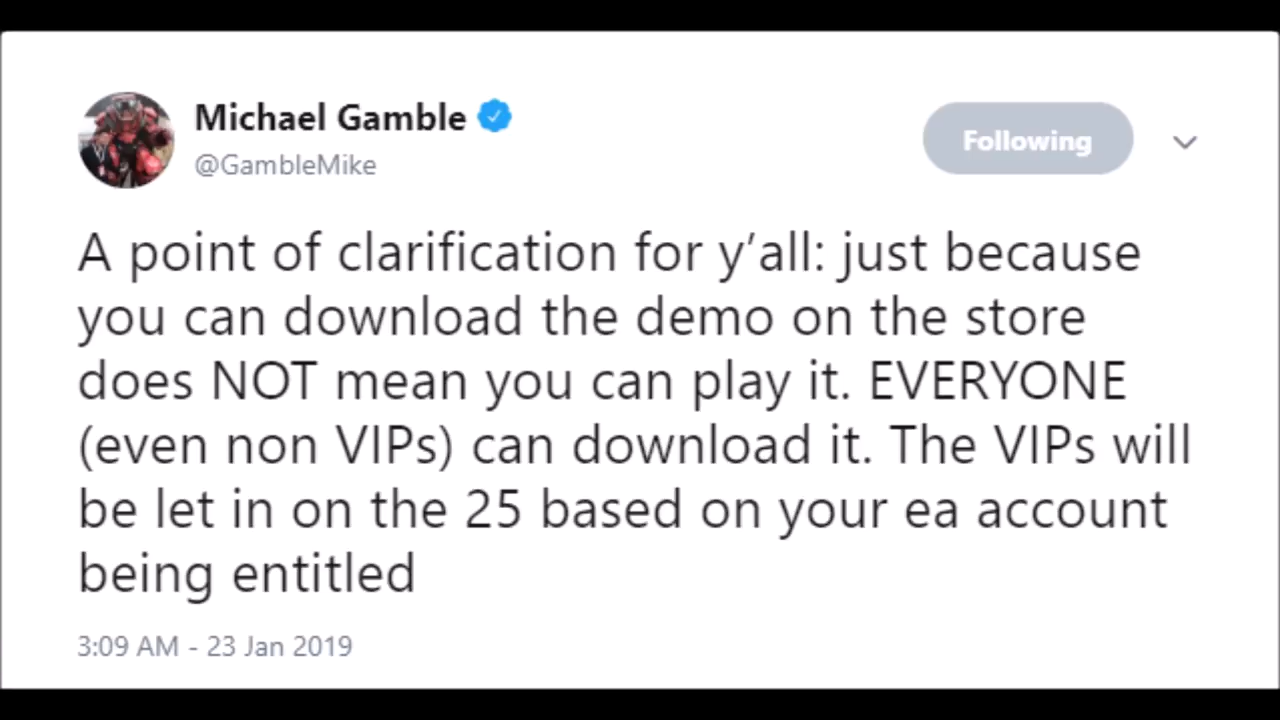 Michael Gamble
@GambleMike
Following
A point of clarification for y’all: just because
you can download the demo on the store
does NOT mean you can play it. EVERYONE
(even non VIPs) can download it. The VIPs will
be let in on the 25 based on your ea account
being entitled
3:09 AM - 23 Jan 2019